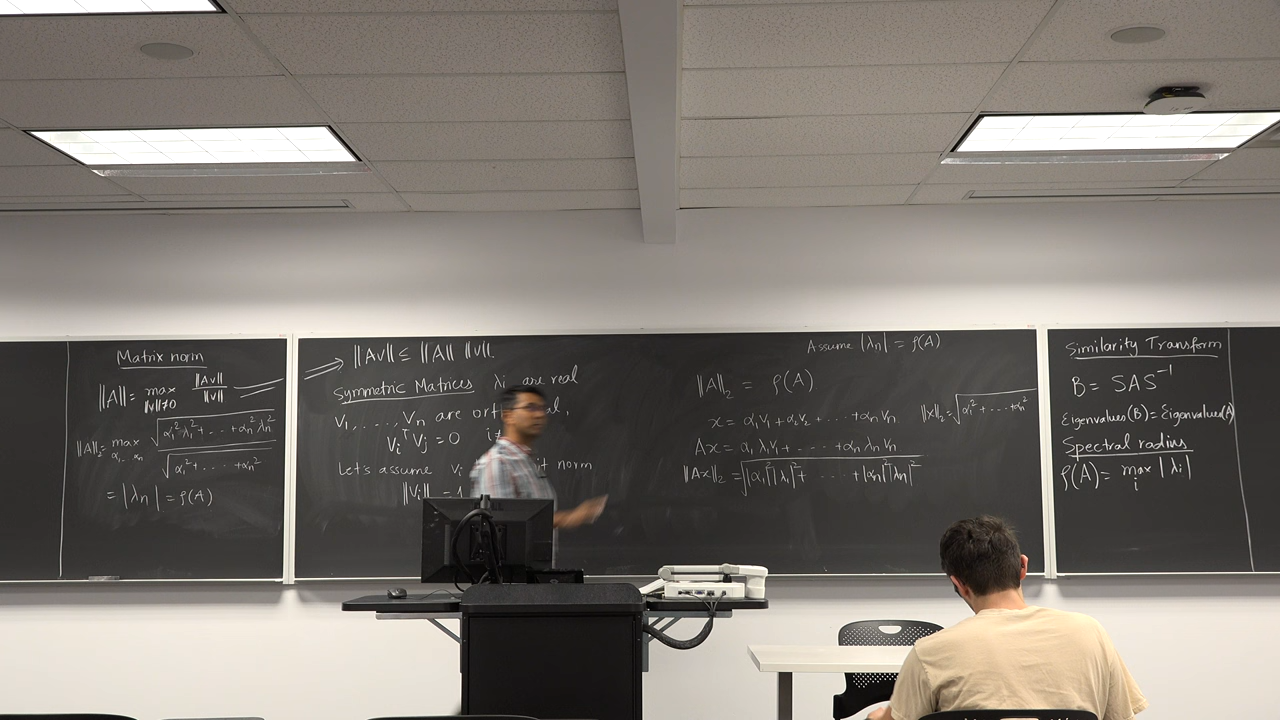 Matrix norm
||A|| = max ||v||≠0 ||Av|| / ||v||
||A||₂ = max α₁...αₙ √(α₁²λ₁² + ... + αₙ²λₙ²) / √(α₁² + ... + αₙ²)
= |λₙ| = ρ(A)
⇒ ||Av|| ≤ ||A|| ||v||.
Symmetric Matrices λi are real
V₁, ..., Vₙ are
Viᵀ Vj = 0
Let's assume Vi norm
||Vi|| =
Assume |λₙ| = ρ(A)
||A||₂ = ρ(A)
x = α₁V₁ + α₂V₂ + ... + αₙVₙ
||x||₂ = √(α₁² + ... + αₙ²)
Ax = α₁λ₁V₁ + ... + αₙλₙVₙ
||Ax||₂ = √(|α₁|²|λ₁|² + ... + |αₙ|²|λₙ|²)
Similarity Transform
B = SAS⁻¹
Eigenvalues(B) = Eigenvalues(A)
Spectral radius
ρ(A) = max i |λi|
DELL